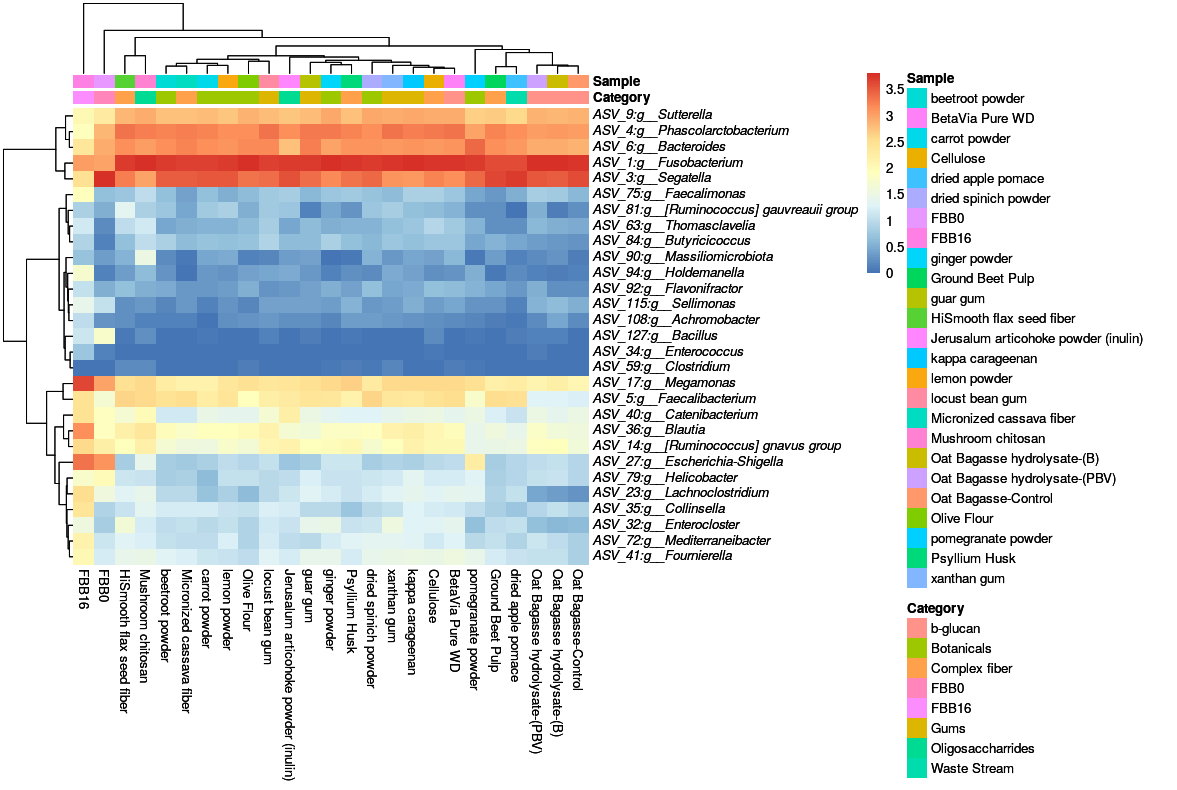 Sample
Category
ASV_9:g__Sutterella
ASV_4:g__Phascolarctobacterium
ASV_6:g__Bacteroides
ASV_1:g__Fusobacterium
ASV_3:g__Segatella
ASV_75:g__Faecalimonas
ASV_81:g__[Ruminococcus] gauvreauii group
ASV_63:g__Thomasclavelia
ASV_84:g__Butyricicoccus
ASV_90:g__Massiliomicrobiota
ASV_94:g__Holdemanella
ASV_92:g__Flavonifractor
ASV_115:g__Sellimonas
ASV_108:g__Achromobacter
ASV_127:g__Bacillus
ASV_34:g__Enterococcus
ASV_59:g__Clostridium
ASV_17:g__Megamonas
ASV_5:g__Faecalibacterium
ASV_40:g__Catenibacterium
ASV_36:g__Blautia
ASV_14:g__[Ruminococcus] gnavus group
ASV_27:g__Escherichia-Shigella
ASV_79:g__Helicobacter
ASV_23:g__Lachnoclostridium
ASV_35:g__Collinsella
ASV_32:g__Enterocloster
ASV_72:g__Mediterraneibacter
ASV_41:g__Fournierella
FBB16
FBB0
HiSmooth flax seed fiber
Mushroom chitosan
beetroot powder
Micronized cassava fiber
carrot powder
lemon powder
Olive Flour
locust bean gum
Jerusalum articohoke powder (inulin)
guar gum
ginger powder
Psyllium Husk
dried spinich powder
xanthan gum
kappa carageenan
Cellulose
BetaVia Pure WD
pomegranate powder
Ground Beet Pulp
dried apple pomace
Oat Bagasse hydrolysate-(PBV)
Oat Bagasse hydrolysate-(B)
Oat Bagasse-Control
3.5
3
2.5
2
1.5
1
0.5
0
Sample
beetroot powder
BetaVia Pure WD
carrot powder
Cellulose
dried apple pomace
dried spinich powder
FBB0
FBB16
ginger powder
Ground Beet Pulp
guar gum
HiSmooth flax seed fiber
Jerusalum articohoke powder (inulin)
kappa carageenan
lemon powder
locust bean gum
Micronized cassava fiber
Mushroom chitosan
Oat Bagasse hydrolysate-(B)
Oat Bagasse hydrolysate-(PBV)
Oat Bagasse-Control
Olive Flour
pomegranate powder
Psyllium Husk
xanthan gum
Category
b-glucan
Botanicals
Complex fiber
FBB0
FBB16
Gums
Oligosaccharrides
Waste Stream